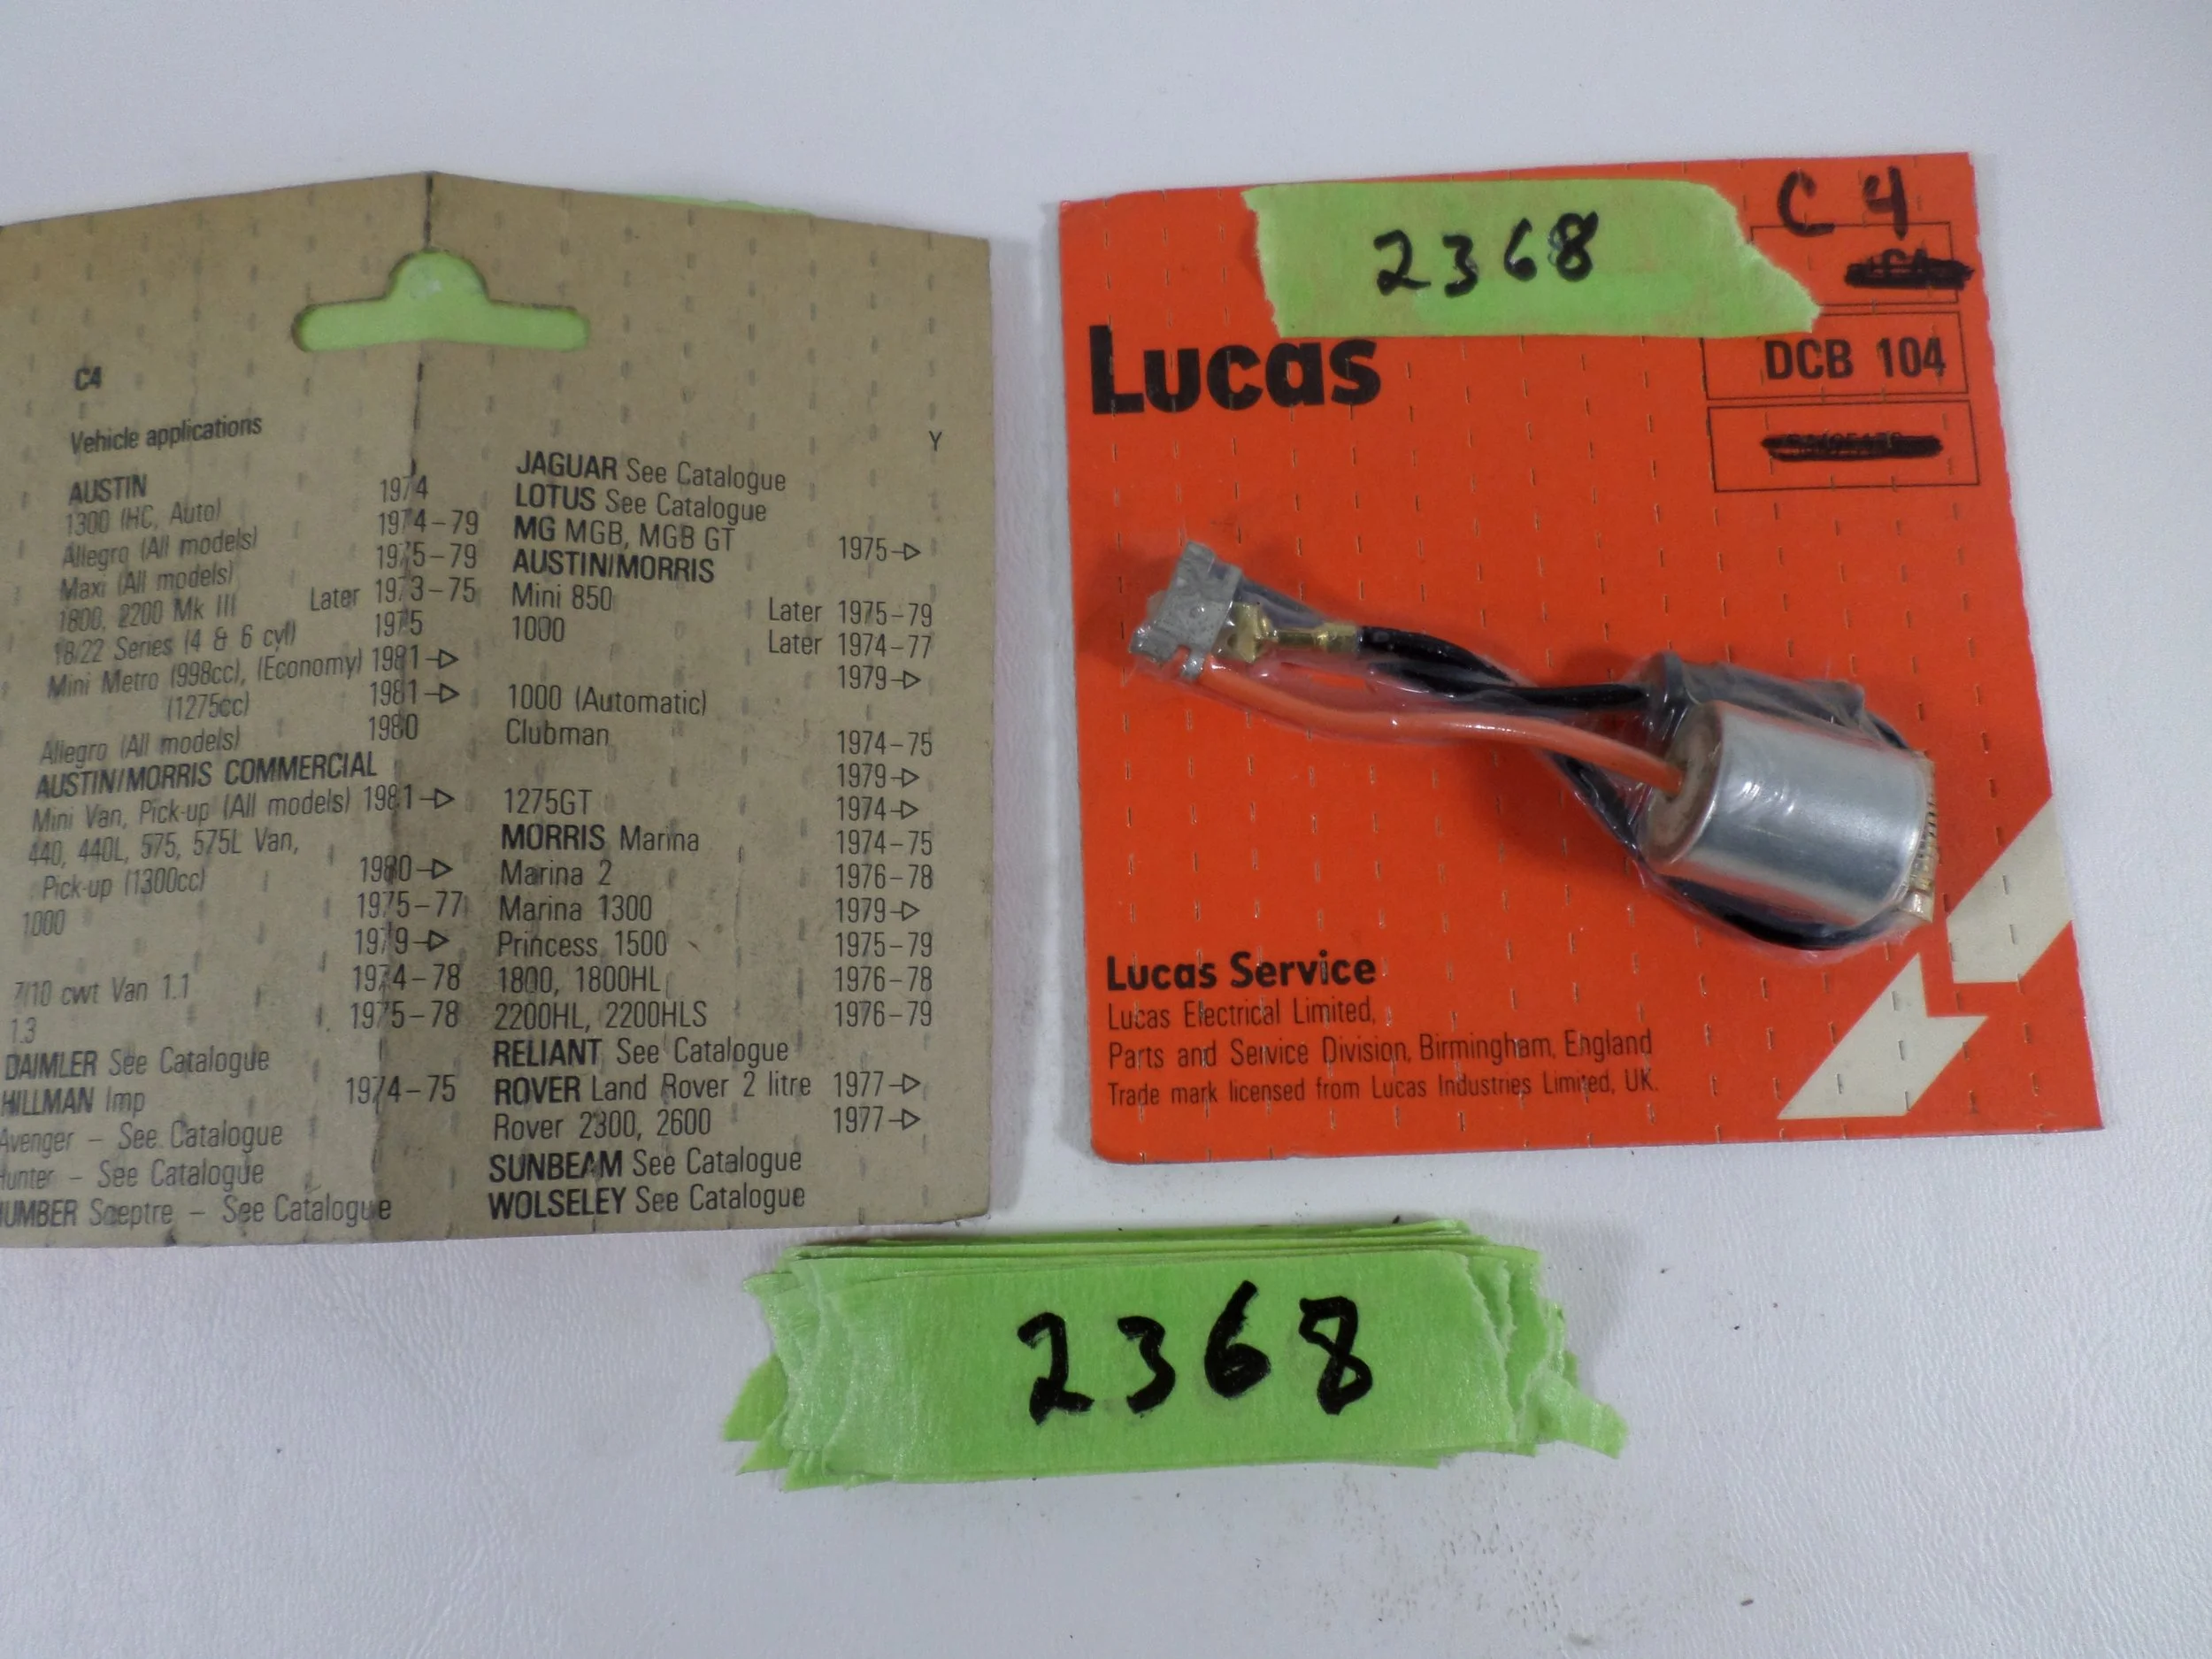 C4
Vehicle applications
Y
AUSTIN
1300 (HC, Auto) 1974
Allegro (All models) 1974-79
Maxi (All models) 1975-79
1800, 2200 Mk III Later 1973-75
18/22 Series (4 & 6 cyl) 1975
Mini Metro (998cc), (Economy) 1981→
(1275cc) 1981→
Allegro (All models) 1980
AUSTIN/MORRIS COMMERCIAL
Mini Van, Pick-up (All models) 1981→
440, 440L, 575, 575L Van,
Pick-up (1300cc) 1980→
1000 1975-77
1979→
7/10 cwt Van 1.1 1974-78
1.3 1975-78
DAIMLER See Catalogue
HILLMAN Imp 1974-75
Avenger – See Catalogue
Hunter – See Catalogue
HUMBER Sceptre – See Catalogue
JAGUAR See Catalogue
LOTUS See Catalogue
MG MGB, MGB GT 1975→
AUSTIN/MORRIS
Mini 850 Later 1975-79
1000 Later 1974-77
1979→
1000 (Automatic)
Clubman 1974-75
1979→
1275GT 1974→
MORRIS Marina 1974-75
Marina 2 1976-78
Marina 1300 1979→
Princess 1500 1975-79
1800, 1800HL 1976-78
2200HL, 2200HLS 1976-79
RELIANT See Catalogue
ROVER Land Rover 2 litre 1977→
Rover 2300, 2600 1977→
SUNBEAM See Catalogue
WOLSELEY See Catalogue
2368
C4
Lucas
DCB 104
Lucas Service
Lucas Electrical Limited,
Parts and Service Division, Birmingham, England
Trade mark licensed from Lucas Industries Limited, UK.
2368